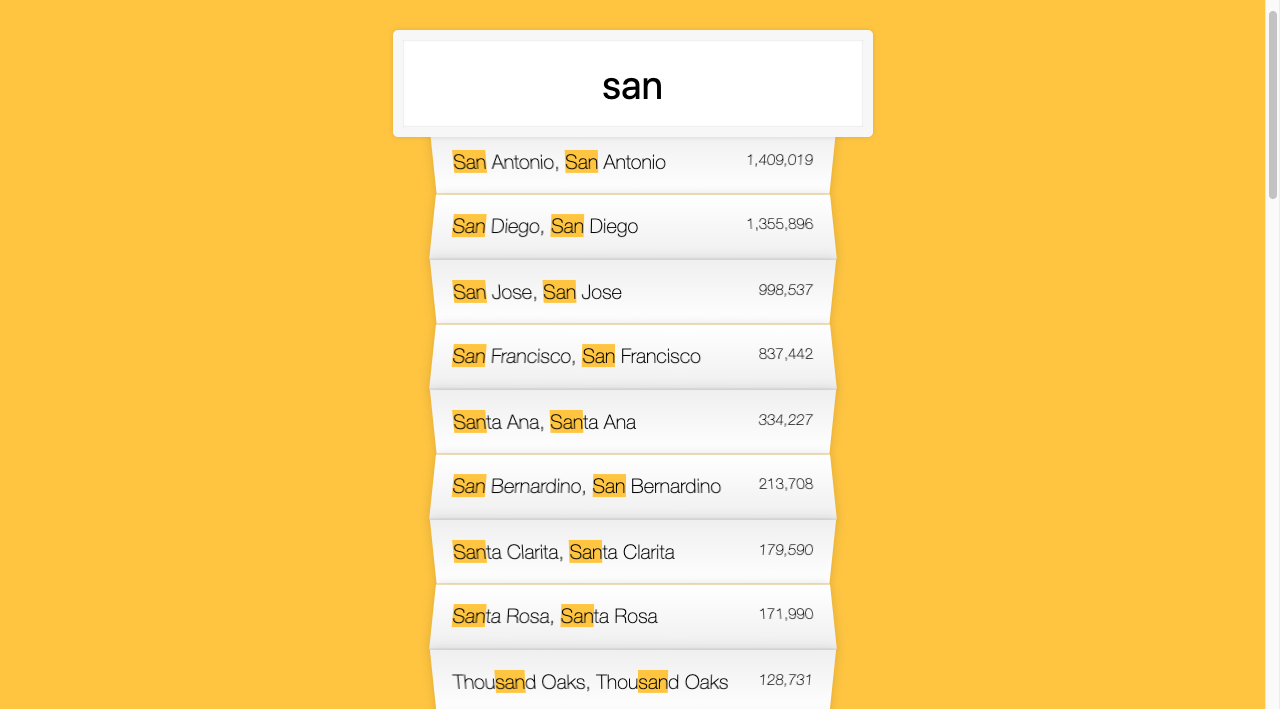 san
San Antonio, San Antonio 1,409,019
San Diego, San Diego 1,355,896
San Jose, San Jose 998,537
San Francisco, San Francisco 837,442
Santa Ana, Santa Ana 334,227
San Bernardino, San Bernardino 213,708
Santa Clarita, Santa Clarita 179,590
Santa Rosa, Santa Rosa 171,990
Thousand Oaks, Thousand Oaks 128,731